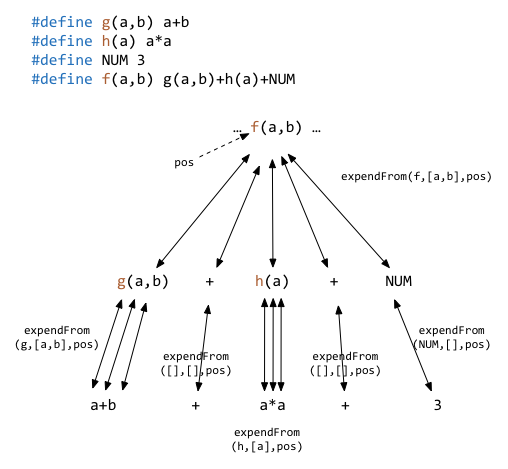 #define g(a,b) a+b
#define h(a) a*a
#define NUM 3
#define f(a,b) g(a,b)+h(a)+NUM
… f(a,b) …
pos
expendFrom(f,[a,b],pos)
g(a,b) + h(a) + NUM
expendFrom
(g,[a,b],pos)
expendFrom
([],[],pos)
expendFrom
([],[],pos)
expendFrom
(NUM,[],pos)
a+b + a*a + 3
expendFrom
(h,[a],pos)